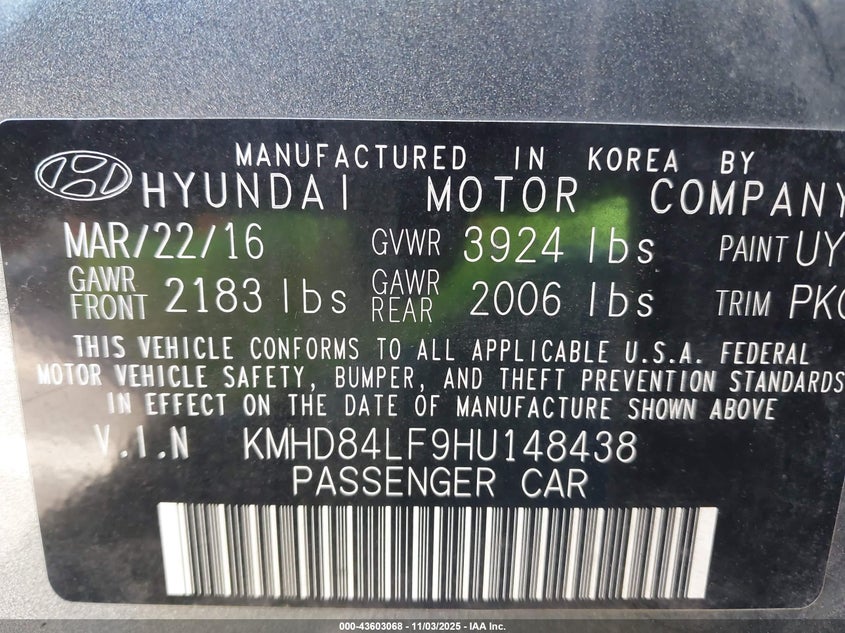 MANUFACTURED IN KOREA BY
HYUNDAI MOTOR COMPANY
MAR/22/16 GVWR 3924 lbs PAINT UY
GAWR FRONT 2183 lbs GAWR REAR 2006 lbs TRIM PK
THIS VEHICLE CONFORMS TO ALL APPLICABLE U.S.A. FEDERAL
MOTOR VEHICLE SAFETY, BUMPER, AND THEFT PREVENTION STANDARDS
IN EFFECT ON THE DATE OF MANUFACTURE SHOWN ABOVE
V.I.N KMHD84LF9HU148438
PASSENGER CAR
000-43603068 - 11/03/2025 - IAA Inc.